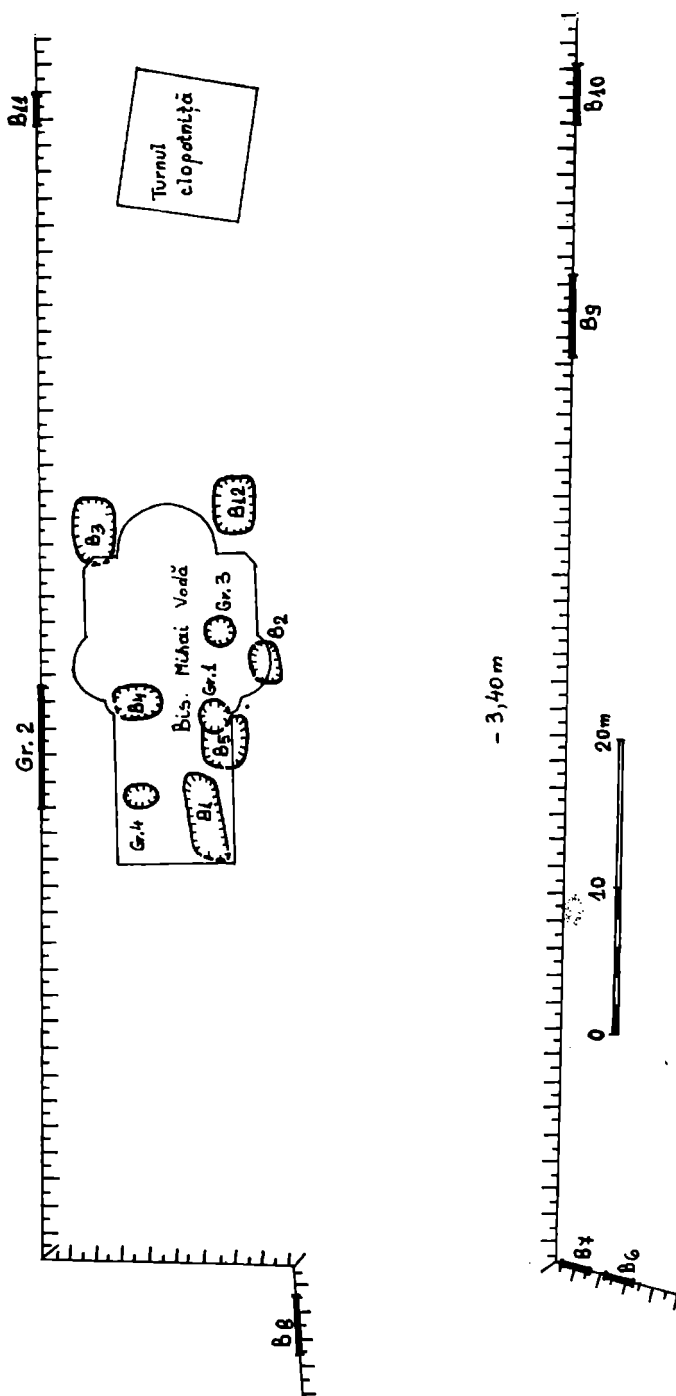 B11
Turnul
clopotniță
B10
B9
B3
B12
Bis. Mihai Vodă
Gr. 3
B2
Gr. 1
B4
B5
Gr. 2
Gr. 4
B1
- 3,40 m
0
10
20m
B8
B7
B6